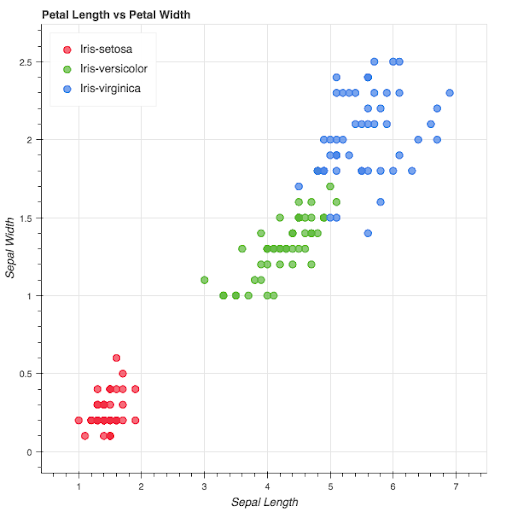 Petal Length vs Petal Width
Iris-setosa
Iris-versicolor
Iris-virginica
2.5
2
1.5
1
0.5
0
Sepal Width
1 2 3 4 5 6 7
Sepal Length